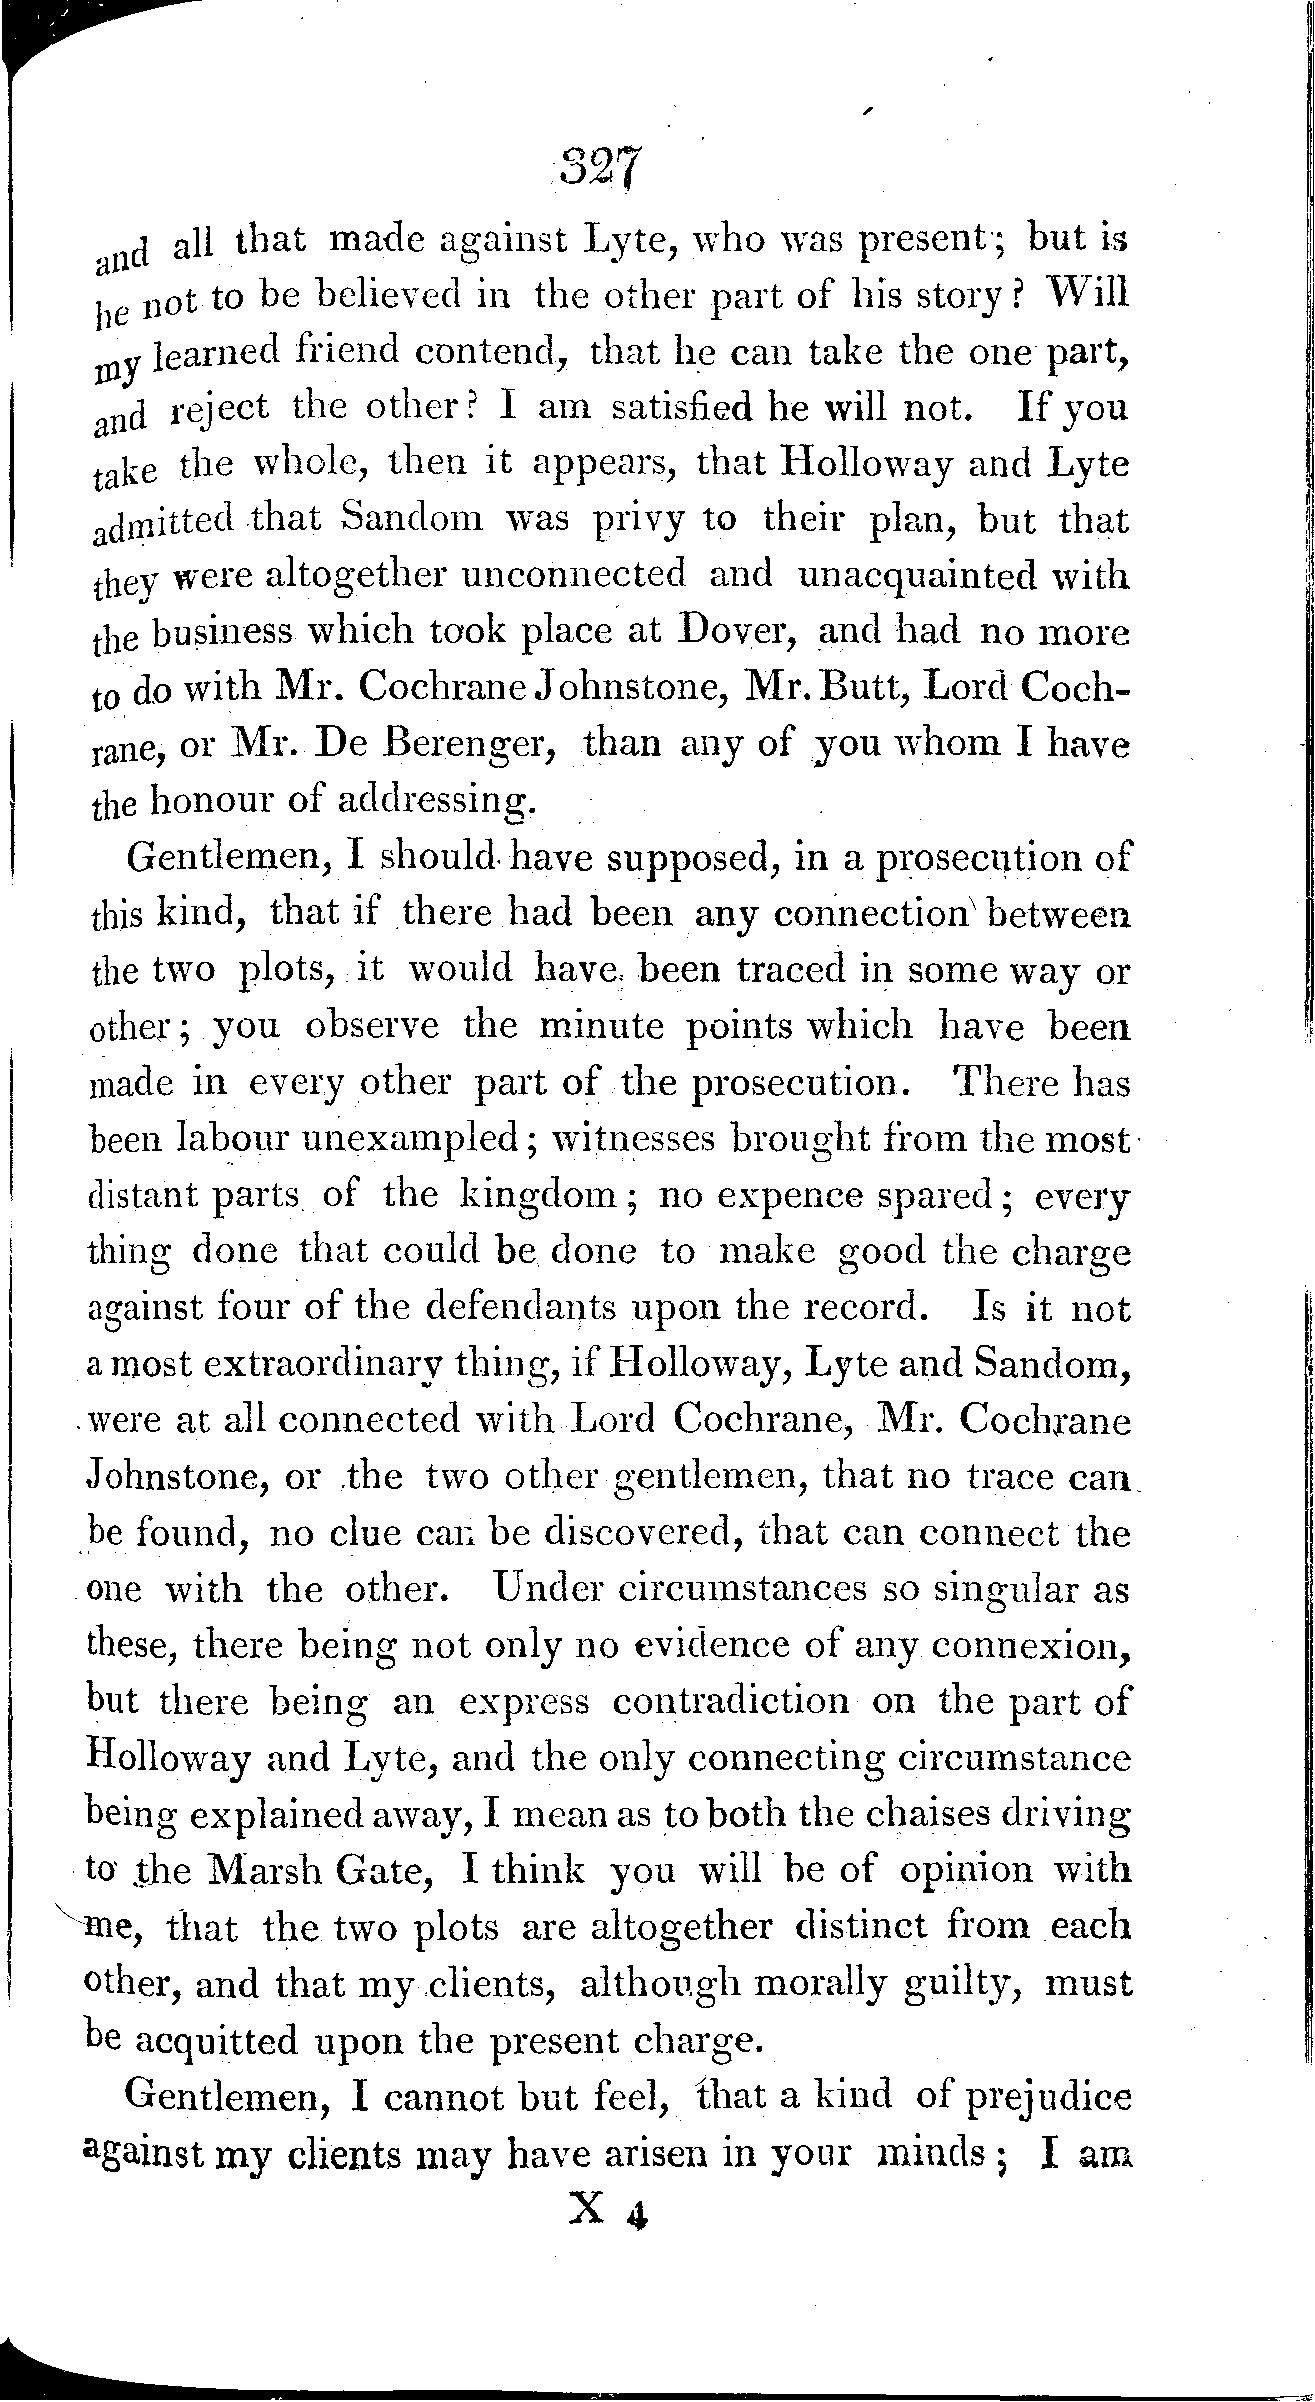 327
and all that made against Lyte, who was present; but is
he not to be believed in the other part of his story? Will
my learned friend contend, that he can take the one part,
and reject the other? I am satisfied he will not. If you
take the whole, then it appears, that Holloway and Lyte
admitted that Sandom was privy to their plan, but that
they were altogether unconnected and unacquainted with
the business which took place at Dover, and had no more
to do with Mr. Cochrane Johnstone, Mr. Butt, Lord Coch-
rane, or Mr. De Berenger, than any of you whom I have
the honour of addressing.
Gentlemen, I should have supposed, in a prosecution of
this kind, that if there had been any connection between
the two plots, it would have been traced in some way or
other; you observe the minute points which have been
made in every other part of the prosecution. There has
been labour unexampled; witnesses brought from the most
distant parts of the kingdom; no expence spared; every
thing done that could be done to make good the charge
against four of the defendants upon the record. Is it not
a most extraordinary thing, if Holloway, Lyte and Sandom,
were at all connected with Lord Cochrane, Mr. Cochrane
Johnstone, or the two other gentlemen, that no trace can
be found, no clue can be discovered, that can connect the
one with the other. Under circumstances so singular as
these, there being not only no evidence of any connexion,
but there being an express contradiction on the part of
Holloway and Lyte, and the only connecting circumstance
being explained away, I mean as to both the chaises driving
to the Marsh Gate, I think you will be of opinion with
me, that the two plots are altogether distinct from each
other, and that my clients, although morally guilty, must
be acquitted upon the present charge.
Gentlemen, I cannot but feel, that a kind of prejudice
against my clients may have arisen in your minds; I am
X 4